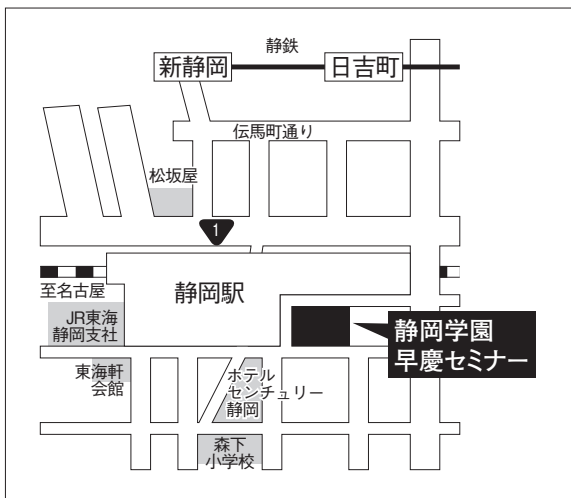 静鉄
新静岡
日吉町
伝馬町通り
松坂屋
1
至名古屋
静岡駅
JR東海
静岡支社
静岡学園
早慶セミナー
東海軒
会館
ホテル
センチュリー
静岡
森下
小学校